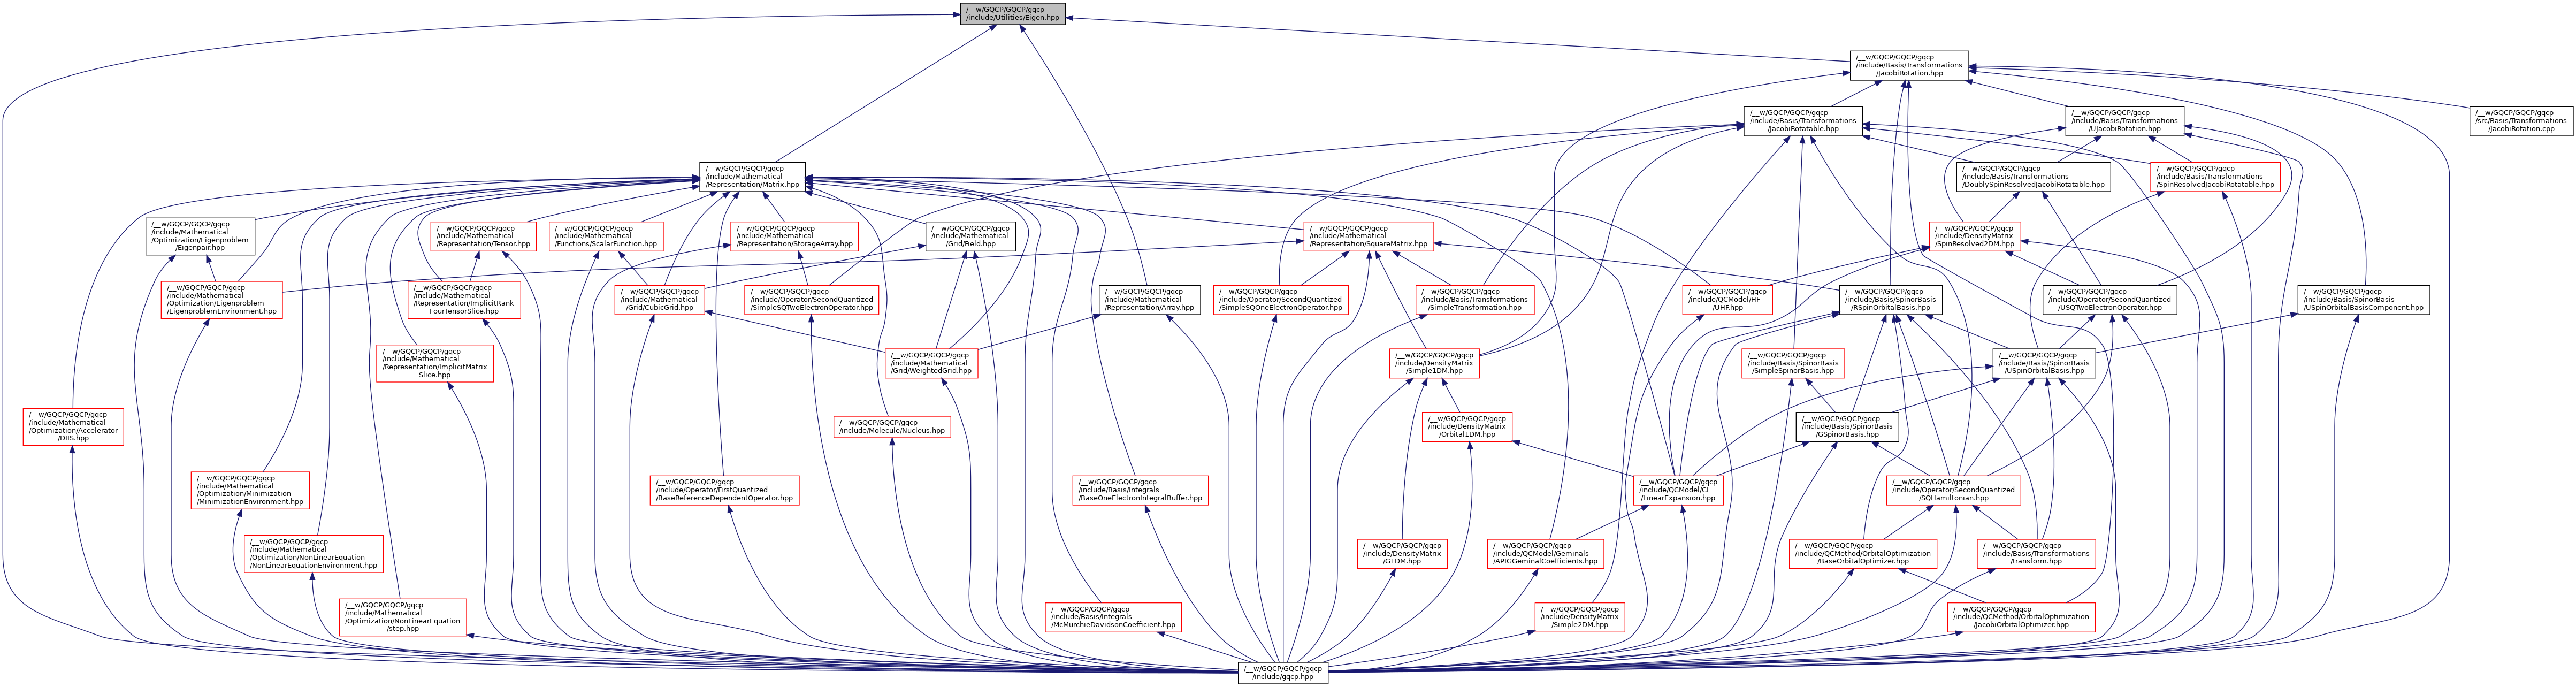 /__w/GQCP/GQCP/gqcp
/include/Utilities/Eigen.hpp
/__w/GQCP/GQCP/gqcp
/include/Basis/Transformations
/JacobiRotation.hpp
/__w/GQCP/GQCP/gqcp
/include/Basis/Transformations
/JacobiRotatable.hpp
/__w/GQCP/GQCP/gqcp
/include/Basis/Transformations
/UJacobiRotation.hpp
/__w/GQCP/GQCP/gqcp
/src/Basis/Transformations
/JacobiRotation.cpp
/__w/GQCP/GQCP/gqcp
/include/Mathematical
/Representation/Matrix.hpp
/__w/GQCP/GQCP/gqcp
/include/Basis/Transformations
/DoublySpinResolvedJacobiRotatable.hpp
/__w/GQCP/GQCP/gqcp
/include/Basis/Transformations
/SpinResolvedJacobiRotatable.hpp
/__w/GQCP/GQCP/gqcp
/include/Mathematical
/Optimization/Eigenproblem
/Eigenpair.hpp
/__w/GQCP/GQCP/gqcp
/include/Mathematical
/Representation/Tensor.hpp
/__w/GQCP/GQCP/gqcp
/include/Mathematical
/Functions/ScalarFunction.hpp
/__w/GQCP/GQCP/gqcp
/include/Mathematical
/Representation/StorageArray.hpp
/__w/GQCP/GQCP/gqcp
/include/Mathematical
/Grid/Field.hpp
/__w/GQCP/GQCP/gqcp
/include/Mathematical
/Representation/SquareMatrix.hpp
/__w/GQCP/GQCP/gqcp
/include/DensityMatrix
/SpinResolved2DM.hpp
/__w/GQCP/GQCP/gqcp
/include/Mathematical
/Optimization/Eigenproblem
/EigenproblemEnvironment.hpp
/__w/GQCP/GQCP/gqcp
/include/Mathematical
/Representation/ImplicitRank
FourTensorSlice.hpp
/__w/GQCP/GQCP/gqcp
/include/Mathematical
/Grid/CubicGrid.hpp
/__w/GQCP/GQCP/gqcp
/include/Operator/SecondQuantized
/SimpleSQTwoElectronOperator.hpp
/__w/GQCP/GQCP/gqcp
/include/Mathematical
/Representation/Array.hpp
/__w/GQCP/GQCP/gqcp
/include/Operator/SecondQuantized
/SimpleSQOneElectronOperator.hpp
/__w/GQCP/GQCP/gqcp
/include/Basis/Transformations
/SimpleTransformation.hpp
/__w/GQCP/GQCP/gqcp
/include/QCModel/HF
/UHF.hpp
/__w/GQCP/GQCP/gqcp
/include/Basis/SpinorBasis
/RSpinOrbitalBasis.hpp
/__w/GQCP/GQCP/gqcp
/include/Operator/SecondQuantized
/USQTwoElectronOperator.hpp
/__w/GQCP/GQCP/gqcp
/include/Basis/SpinorBasis
/USpinOrbitalBasisComponent.hpp
/__w/GQCP/GQCP/gqcp
/include/Mathematical
/Representation/ImplicitMatrix
Slice.hpp
/__w/GQCP/GQCP/gqcp
/include/Mathematical
/Grid/WeightedGrid.hpp
/__w/GQCP/GQCP/gqcp
/include/DensityMatrix
/Simple1DM.hpp
/__w/GQCP/GQCP/gqcp
/include/Basis/SpinorBasis
/SimpleSpinorBasis.hpp
/__w/GQCP/GQCP/gqcp
/include/Basis/SpinorBasis
/USpinOrbitalBasis.hpp
/__w/GQCP/GQCP/gqcp
/include/Mathematical
/Optimization/Accelerator
/DIIS.hpp
/__w/GQCP/GQCP/gqcp
/include/Molecule/Nucleus.hpp
/__w/GQCP/GQCP/gqcp
/include/DensityMatrix
/Orbital1DM.hpp
/__w/GQCP/GQCP/gqcp
/include/Basis/SpinorBasis
/GSpinorBasis.hpp
/__w/GQCP/GQCP/gqcp
/include/Mathematical
/Optimization/Minimization
/MinimizationEnvironment.hpp
/__w/GQCP/GQCP/gqcp
/include/Operator/FirstQuantized
/BaseReferenceDependentOperator.hpp
/__w/GQCP/GQCP/gqcp
/include/Basis/Integrals
/BaseOneElectronIntegralBuffer.hpp
/__w/GQCP/GQCP/gqcp
/include/QCModel/CI
/LinearExpansion.hpp
/__w/GQCP/GQCP/gqcp
/include/Operator/SecondQuantized
/SQHamiltonian.hpp
/__w/GQCP/GQCP/gqcp
/include/Mathematical
/Optimization/NonLinearEquation
/NonLinearEquationEnvironment.hpp
/__w/GQCP/GQCP/gqcp
/include/DensityMatrix
/G1DM.hpp
/__w/GQCP/GQCP/gqcp
/include/QCModel/Geminals
/APIGGeminalCoefficients.hpp
/__w/GQCP/GQCP/gqcp
/include/QCMethod/OrbitalOptimization
/BaseOrbitalOptimizer.hpp
/__w/GQCP/GQCP/gqcp
/include/Basis/Transformations
/transform.hpp
/__w/GQCP/GQCP/gqcp
/include/Mathematical
/Optimization/NonLinearEquation
/step.hpp
/__w/GQCP/GQCP/gqcp
/include/Basis/Integrals
/McMurchieDavidsonCoefficient.hpp
/__w/GQCP/GQCP/gqcp
/include/DensityMatrix
/Simple2DM.hpp
/__w/GQCP/GQCP/gqcp
/include/QCMethod/OrbitalOptimization
/JacobiOrbitalOptimizer.hpp
/__w/GQCP/GQCP/gqcp
/include/gqcp.hpp